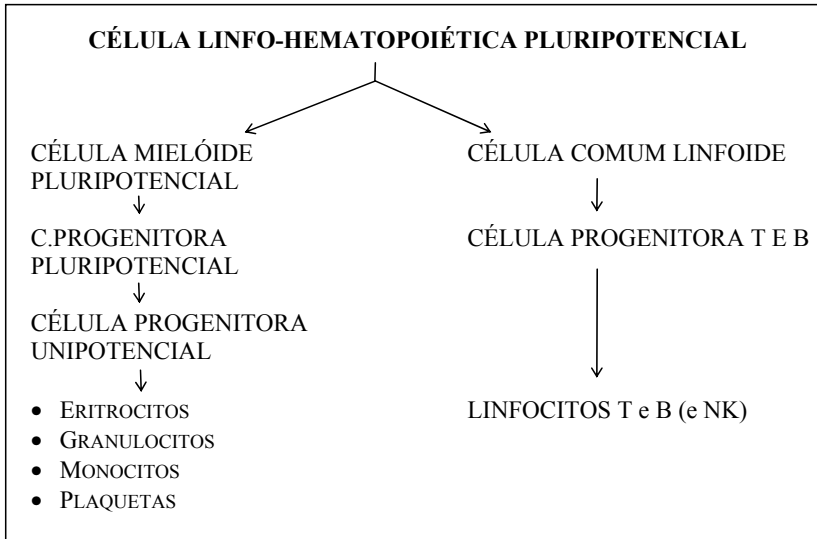 CÉLULA LINFO-HEMATOPOIÉTICA PLURIPOTENCIAL
CÉLULA MIELÓIDE
PLURIPOTENCIAL
C.PROGENITORA
PLURIPOTENCIAL
CÉLULA PROGENITORA
UNIPOTENCIAL
• ERITROCITOS
• GRANULOCITOS
• MONOCITOS
• PLAQUETAS
CÉLULA COMUM LINFOIDE
CÉLULA PROGENITORA T E B
LINFOCITOS T e B (e NK)